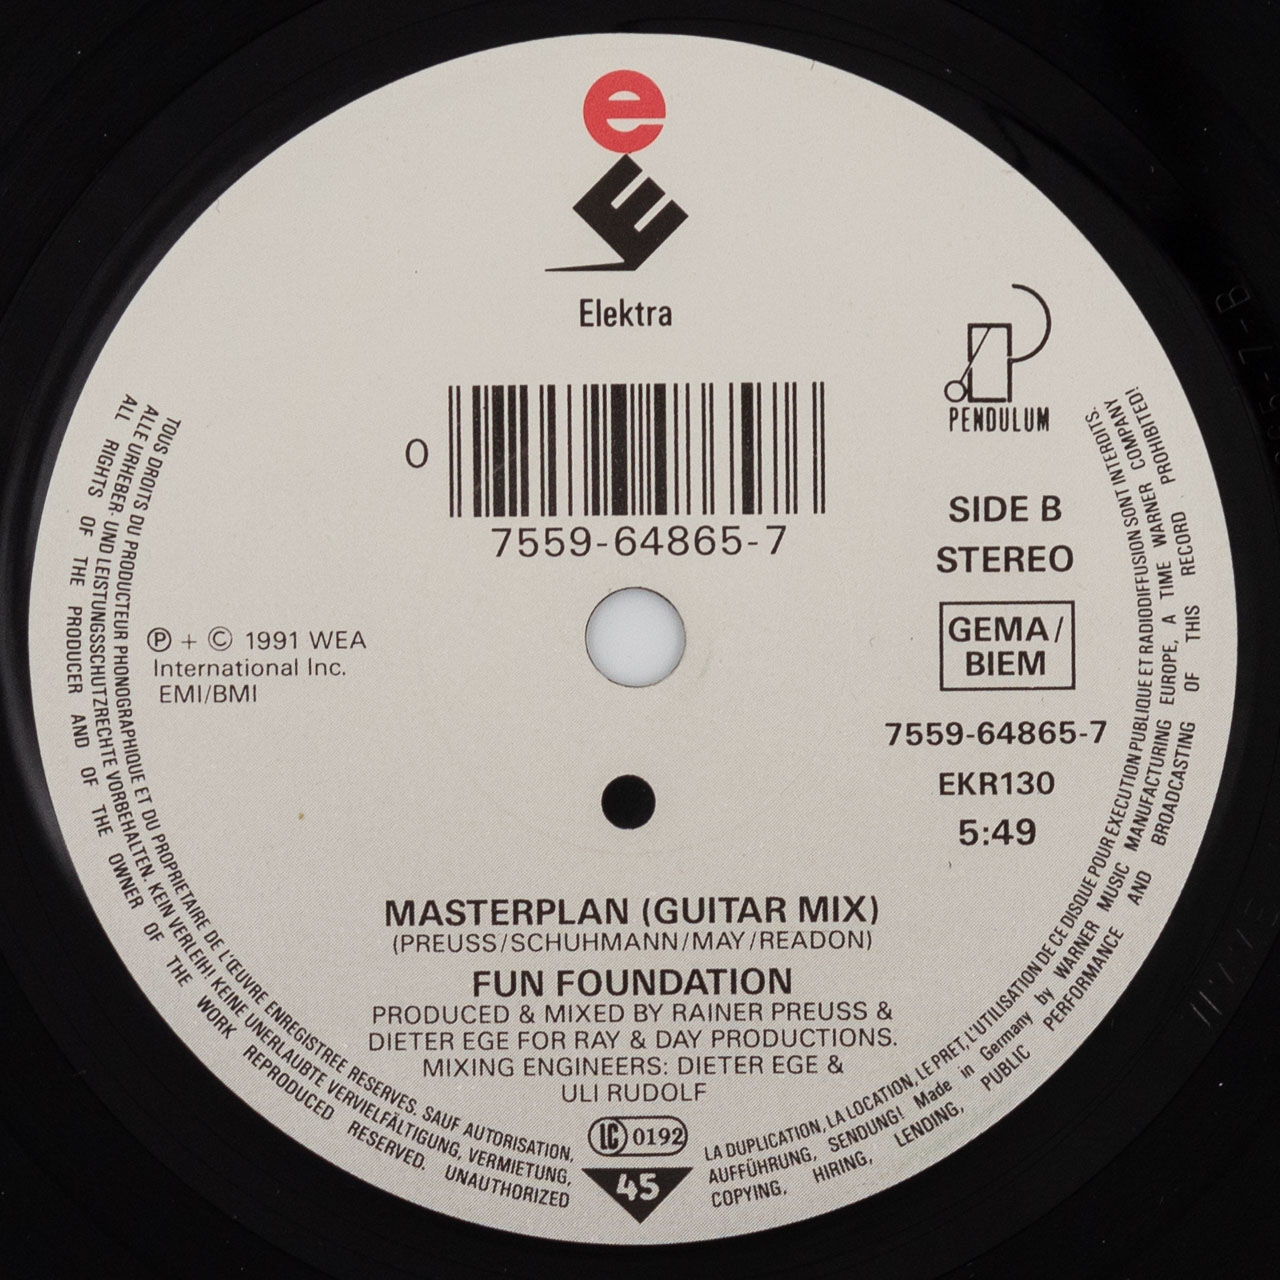 e
E
Elektra
PENDULUM
O
7559-64865-7
SIDE B
STEREO
GEMA/
BIEM
7559-64865-7
EKR130
5:49
Ⓟ + © 1991 WEA
International Inc.
EMI/BMI
MASTERPLAN (GUITAR MIX)
(PREUSS/SCHUHMANN/MAY/READON)
FUN FOUNDATION
PRODUCED & MIXED BY RAINER PREUSS &
DIETER EGE FOR RAY & DAY PRODUCTIONS.
MIXING ENGINEERS: DIETER EGE &
ULI RUDOLF
LC 0192
45
TOUS DROITS DU PRODUCTEUR PHONOGRAPHIQUE ET DU PROPRIETAIRE DE L'ŒUVRE ENREGISTREE RESERVES. SAUF AUTORISATION, LA DUPLICATION, LA LOCATION, LE PRET, L'UTILISATION DE CE DISQUE POUR EXECUTION PUBLIQUE ET RADIODIFFUSION SONT INTERDITS.
ALLE URHEBER- UND LEISTUNGSSCHUTZRECHTE VORBEHALTEN. KEIN VERLEIH! KEINE UNERLAUBTE VERVIELFÄLTIGUNG, VERMIETUNG, AUFFÜHRUNG, SENDUNG! Made in Germany by WARNER MUSIC MANUFACTURING EUROPE, A TIME WARNER COMPANY
ALL RIGHTS OF THE PRODUCER AND OF THE OWNER OF THE WORK REPRODUCED RESERVED. UNAUTHORIZED COPYING, HIRING, LENDING, PUBLIC PERFORMANCE AND BROADCASTING OF THIS RECORD PROHIBITED!